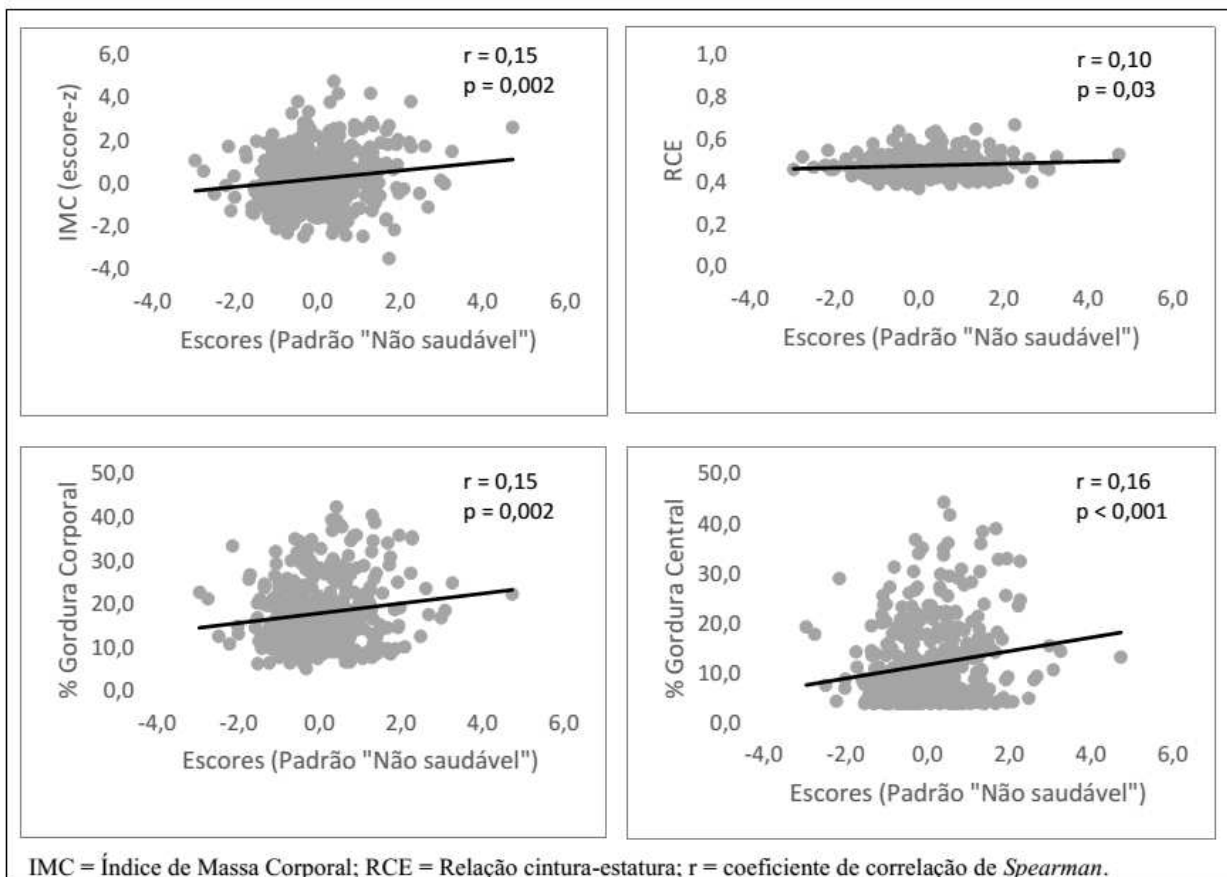 6,0
4,0
2,0
0,0
-2,0
-4,0
IMC (escore-z)
r = 0,15
p = 0,002
-4,0 -2,0 0,0 2,0 4,0 6,0
Escores (Padrão "Não saudável")
1,0
0,8
0,6
0,4
0,2
0,0
RCE
r = 0,10
p = 0,03
-4,0 -2,0 0,0 2,0 4,0 6,0
Escores (Padrão "Não saudável")
50,0
40,0
30,0
20,0
10,0
0,0
% Gordura Corporal
r = 0,15
p = 0,002
-4,0 -2,0 0,0 2,0 4,0 6,0
Escores (Padrão "Não saudável")
50,0
40,0
30,0
20,0
10,0
0,0
% Gordura Central
r = 0,16
p < 0,001
-4,0 -2,0 0,0 2,0 4,0 6,0
Escores (Padrão "Não saudável")
IMC = Índice de Massa Corporal; RCE = Relação cintura-estatura; r = coeficiente de correlação de Spearman.